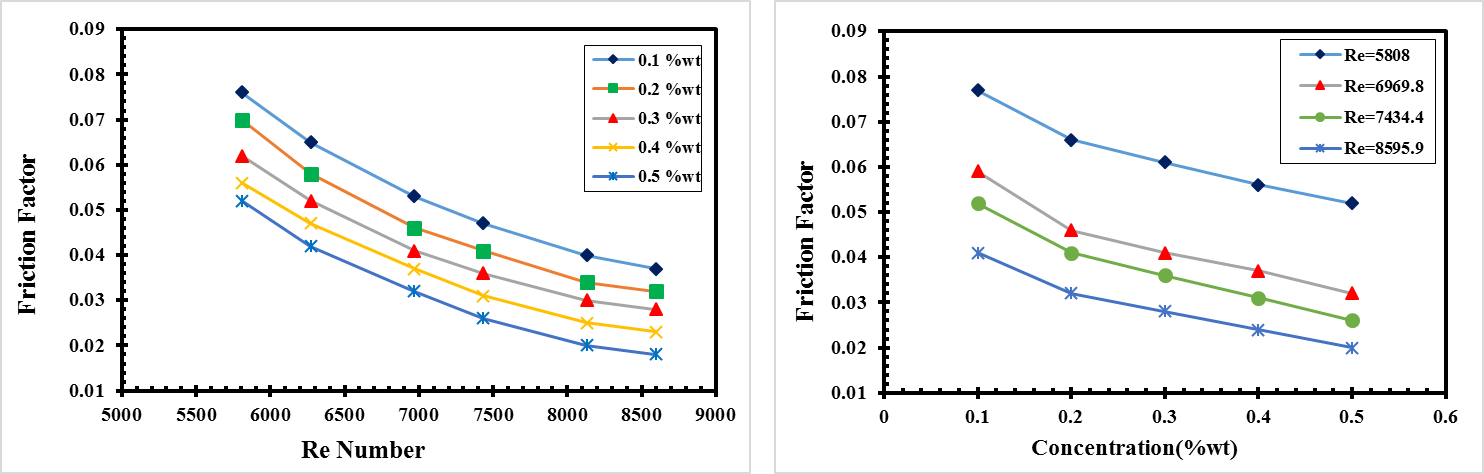 0.09
0.08
0.07
0.06
0.05
0.04
0.03
0.02
0.01
Friction Factor
5000 5500 6000 6500 7000 7500 8000 8500 9000
Re Number
0.1 %wt
0.2 %wt
0.3 %wt
0.4 %wt
0.5 %wt
0.09
0.08
0.07
0.06
0.05
0.04
0.03
0.02
0.01
Friction Factor
0 0.1 0.2 0.3 0.4 0.5 0.6
Concentration(%wt)
Re=5808
Re=6969.8
Re=7434.4
Re=8595.9